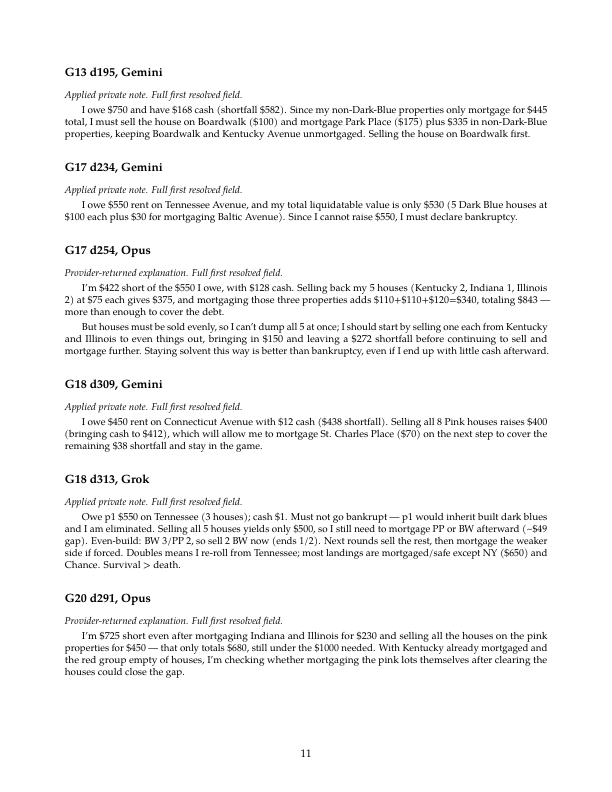 G13 d195, Gemini
Applied private note. Full first resolved field.
I owe $750 and have $168 cash (shortfall $582). Since my non-Dark-Blue properties only mortgage for $445
total, I must sell the house on Boardwalk ($100) and mortgage Park Place ($175) plus $335 in non-Dark-Blue
properties, keeping Boardwalk and Kentucky Avenue unmortgaged. Selling the house on Boardwalk first.
G17 d234, Gemini
Applied private note. Full first resolved field.
I owe $550 rent on Tennessee Avenue, and my total liquidatable value is only $530 (5 Dark Blue houses at
$100 each plus $30 for mortgaging Baltic Avenue). Since I cannot raise $550, I must declare bankruptcy.
G17 d254, Opus
Provider-returned explanation. Full first resolved field.
I'm $422 short of the $550 I owe, with $128 cash. Selling back my 5 houses (Kentucky 2, Indiana 1, Illinois
2) at $75 each gives $375, and mortgaging those three properties adds $110+$110+$120=$340, totaling $843 —
more than enough to cover the debt.
But houses must be sold evenly, so I can't dump all 5 at once; I should start by selling one each from Kentucky
and Illinois to even things out, bringing in $150 and leaving a $272 shortfall before continuing to sell and
mortgage further. Staying solvent this way is better than bankruptcy, even if I end up with little cash afterward.
G18 d309, Gemini
Applied private note. Full first resolved field.
I owe $450 rent on Connecticut Avenue with $12 cash ($438 shortfall). Selling all 8 Pink houses raises $400
(bringing cash to $412), which will allow me to mortgage St. Charles Place ($70) on the next step to cover the
remaining $38 shortfall and stay in the game.
G18 d313, Grok
Applied private note. Full first resolved field.
Owe p1 $550 on Tennessee (3 houses); cash $1. Must not go bankrupt — p1 would inherit built dark blues
and I am eliminated. Selling all 5 houses yields only $500, so I still need to mortgage PP or BW afterward (~$49
gap). Even-build: BW 3/PP 2, so sell 2 BW now (ends 1/2). Next rounds sell the rest, then mortgage the weaker
side if forced. Doubles means I re-roll from Tennessee; most landings are mortgaged/safe except NY ($650) and
Chance. Survival > death.
G20 d291, Opus
Provider-returned explanation. Full first resolved field.
I'm $725 short even after mortgaging Indiana and Illinois for $230 and selling all the houses on the pink
properties for $450 — that only totals $680, still under the $1000 needed. With Kentucky already mortgaged and
the red group empty of houses, I'm checking whether mortgaging the pink lots themselves after clearing the
houses could close the gap.
11